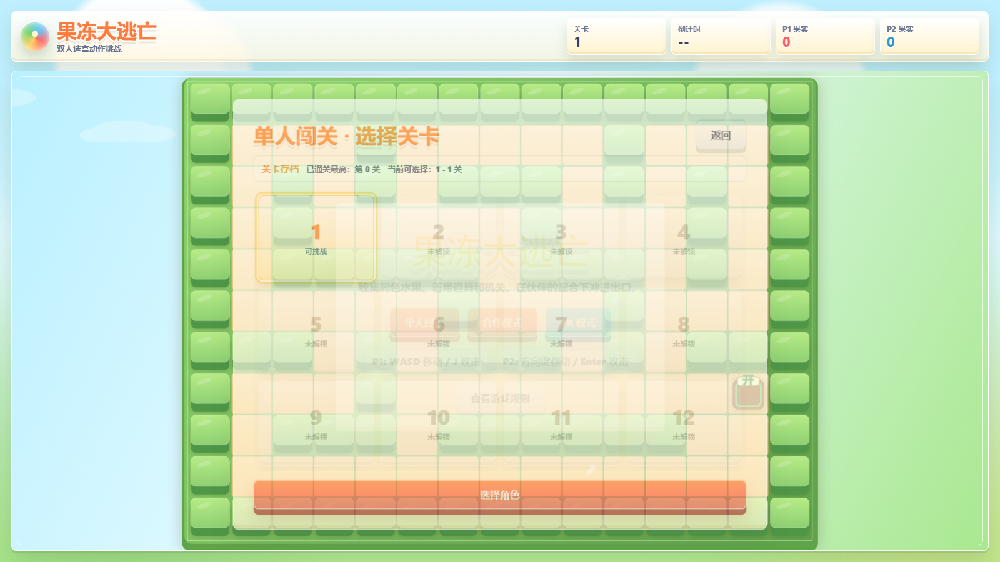 果冻大逃亡
双人迷宫动作挑战
关卡
1
倒计时
--
P1 果实
0
P2 果实
0
单人闯关 · 选择关卡
返回
关卡存档 已通关最高：第 0 关 当前可选择：1 - 1 关
1
可挑战
2
未解锁
3
未解锁
4
未解锁
果冻大逃亡
收集同色水果、善用道具和机关，在伙伴的配合下冲进出口。
5
未解锁
6
未解锁
7
未解锁
8
未解锁
单人闯
合作模式
模式
P1: WASD 移动 / J 攻击 P2: 方向键移动 / Enter 攻击
开
查看游戏规则
9
未解锁
10
未解锁
11
未解锁
12
未解锁
选择角色